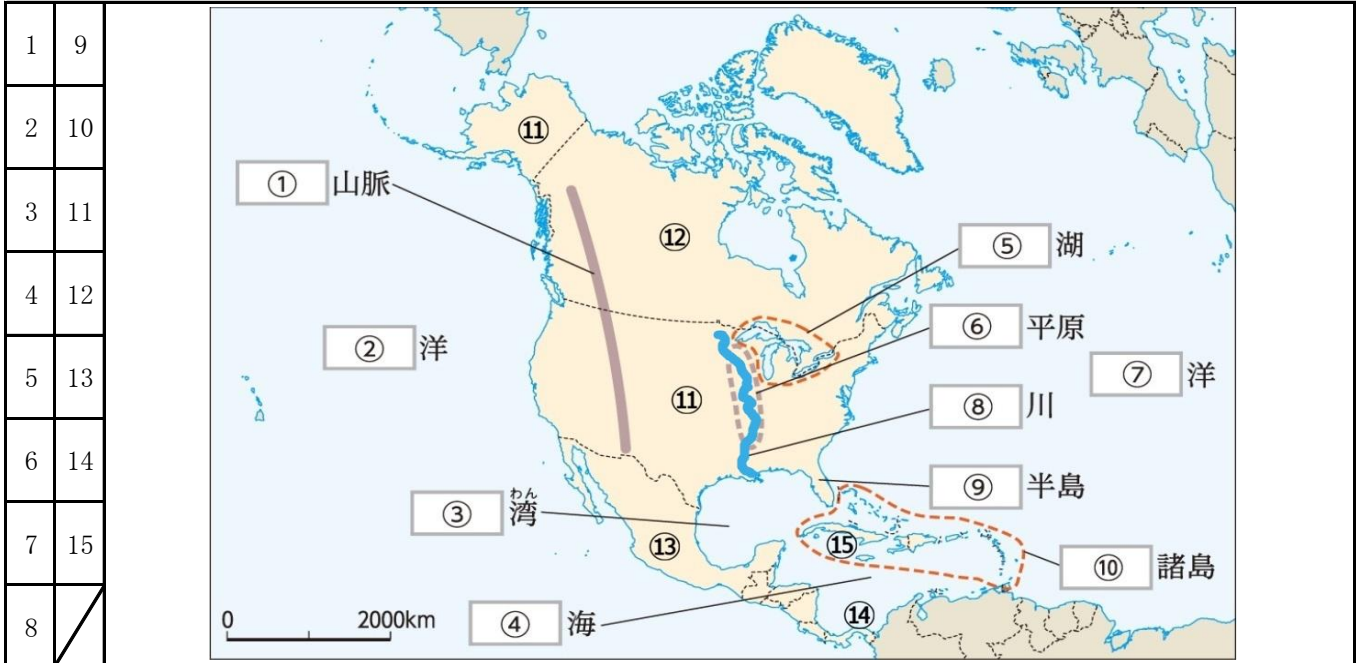 1 9
2 10
3 11
4 12
5 13
6 14
7 15
8
⑪
① 山脈
⑫
⑤ 湖
⑥ 平原
② 洋
⑦ 洋
⑪
⑧ 川
⑨ 半島
わん
③ 湾
⑬
⑮
⑩ 諸島
⑭
④ 海
0 2000km